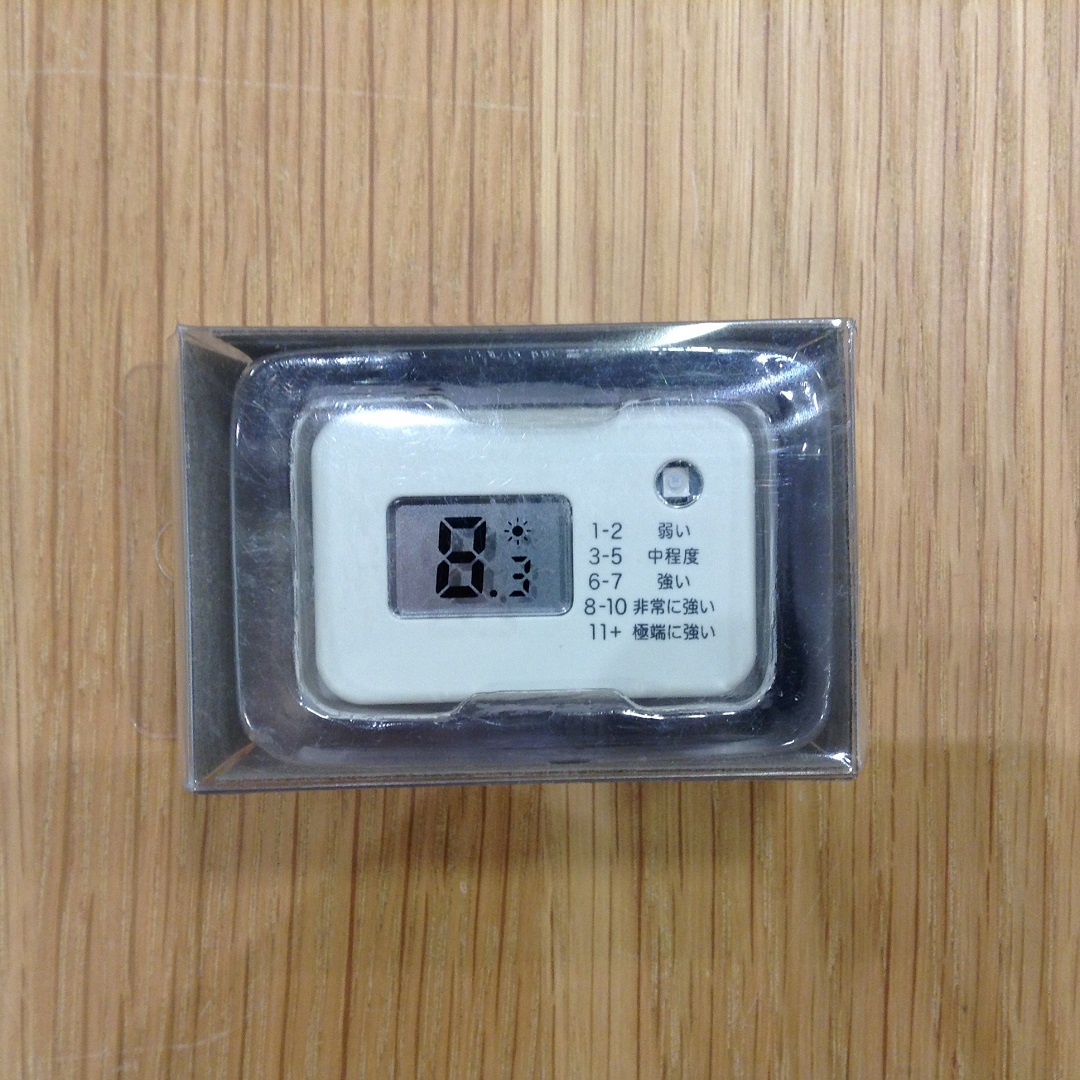 8.3
1-2 弱い
3-5 中程度
6-7 強い
8-10 非常に強い
11+ 極端に強い